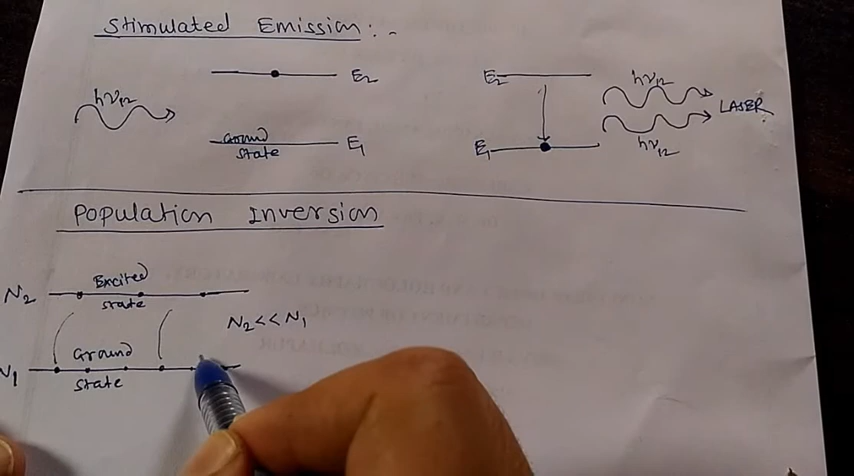 Stimulated Emission:-
hν12 E2 E2 hν12
LASER
Ground
state E1 E1 hν12
Population Inversion
N2 Excited
state
N2<<N1
Ground
N1 state